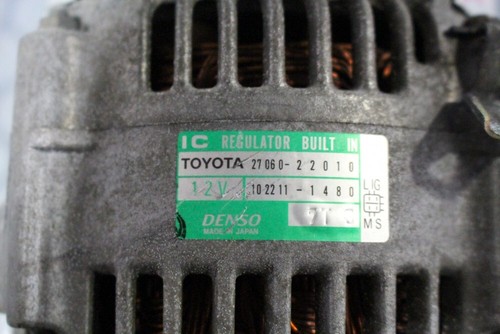 IC REGULATOR BUILT IN
TOYOTA 27060-22010
12V 102211-1480
L IG
M S
DENSO
MADE IN JAPAN